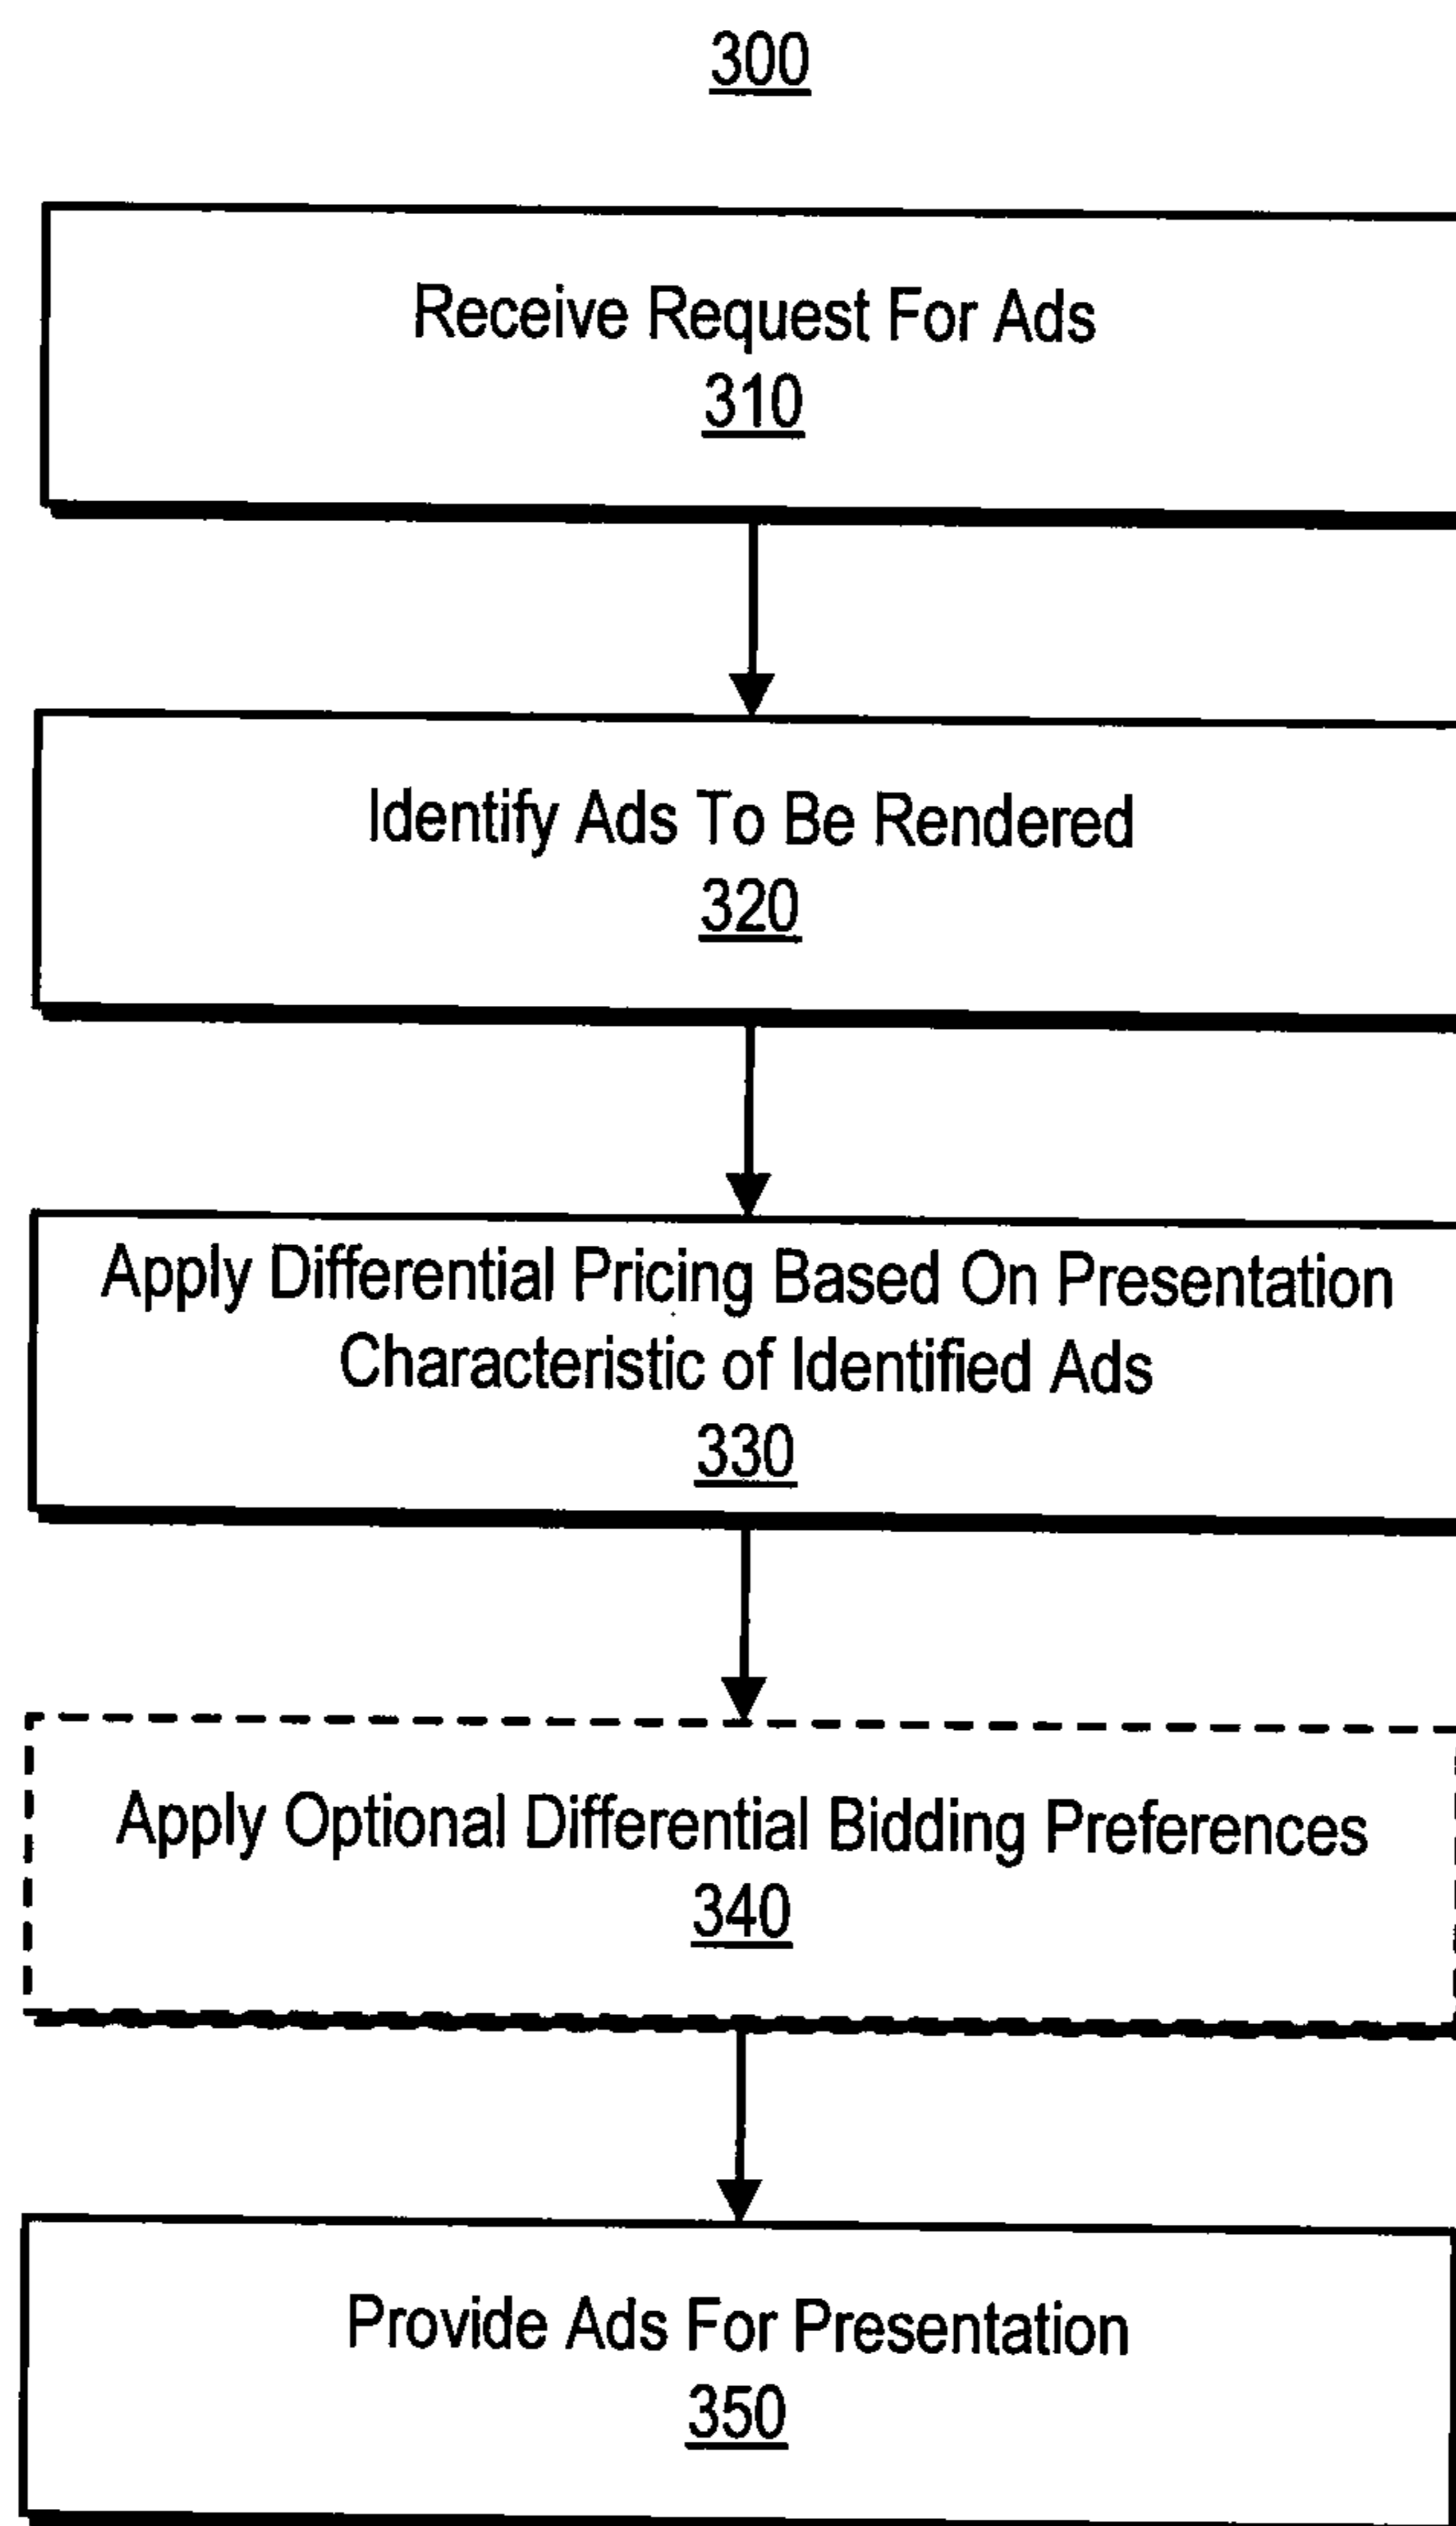 300
Receive Request For Ads
310
Identify Ads To Be Rendered
320
Apply Differential Pricing Based On Presentation
Characteristic of Identified Ads
330
Apply Optional Differential Bidding Preferences
340
Provide Ads For Presentation
350